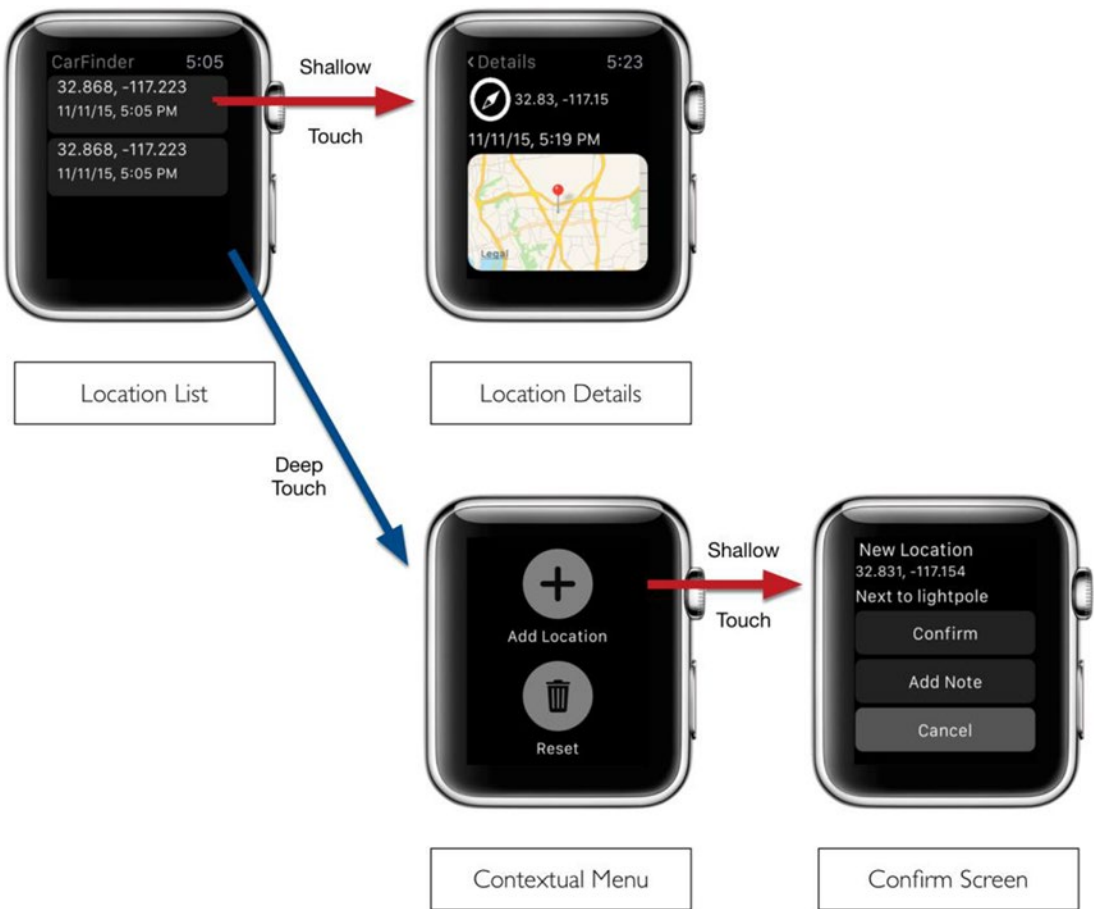 CarFinder 5:05
32.868, -117.223
11/11/15, 5:05 PM
32.868, -117.223
11/11/15, 5:05 PM
Shallow
Touch
<Details 5:23
32.83, -117.15
11/11/15, 5:19 PM
Legal
Location List
Location Details
Deep
Touch
Add Location
Reset
Shallow
Touch
New Location
32.831, -117.154
Next to lightpole
Confirm
Add Note
Cancel
Contextual Menu
Confirm Screen